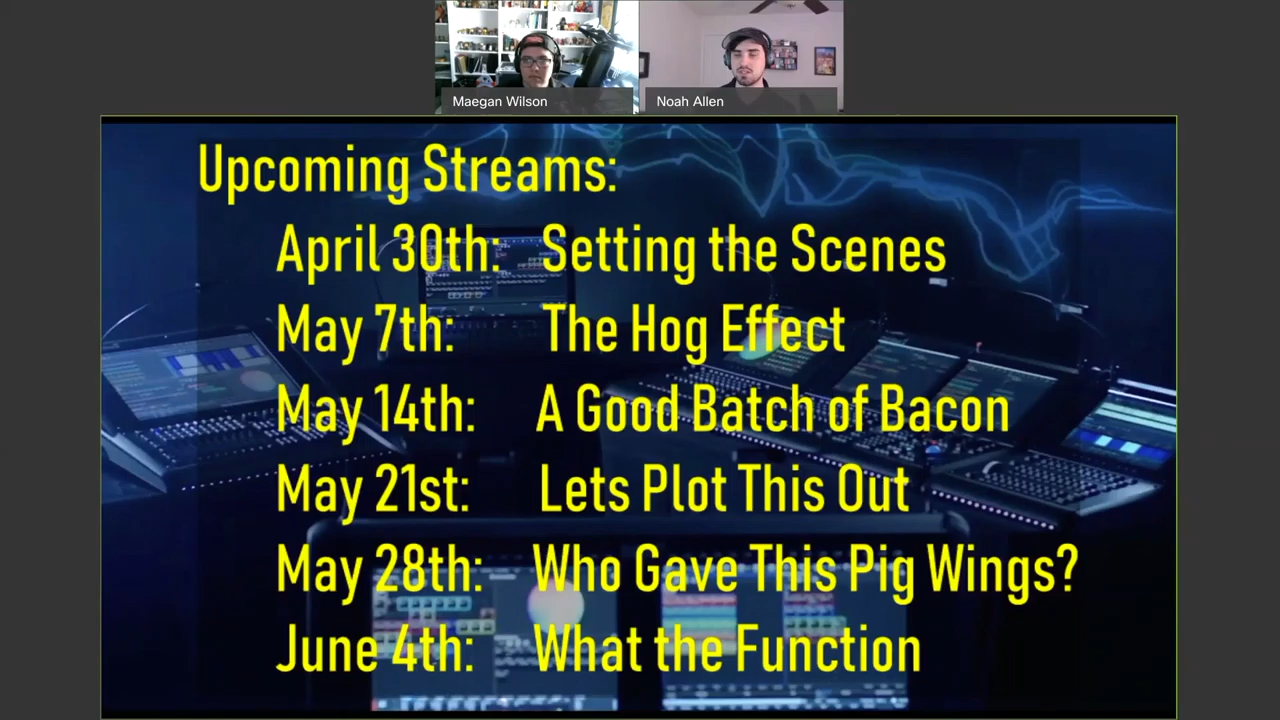 Maegan Wilson
Noah Allen
Upcoming Streams:
April 30th: Setting the Scenes
May 7th: The Hog Effect
May 14th: A Good Batch of Bacon
May 21st: Lets Plot This Out
May 28th: Who Gave This Pig Wings?
June 4th: What the Function